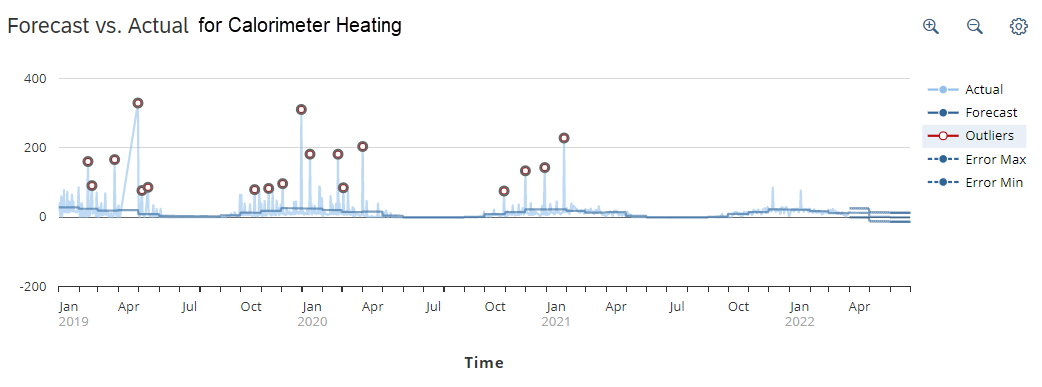 Forecast vs. Actual for Calorimeter Heating
400
200
0
-200
Jan Apr Jul Oct Jan Apr Jul Oct Jan Apr Jul Oct Jan Apr
2019 2020 2021 2022
Time
Actual
Forecast
Outliers
Error Max
Error Min